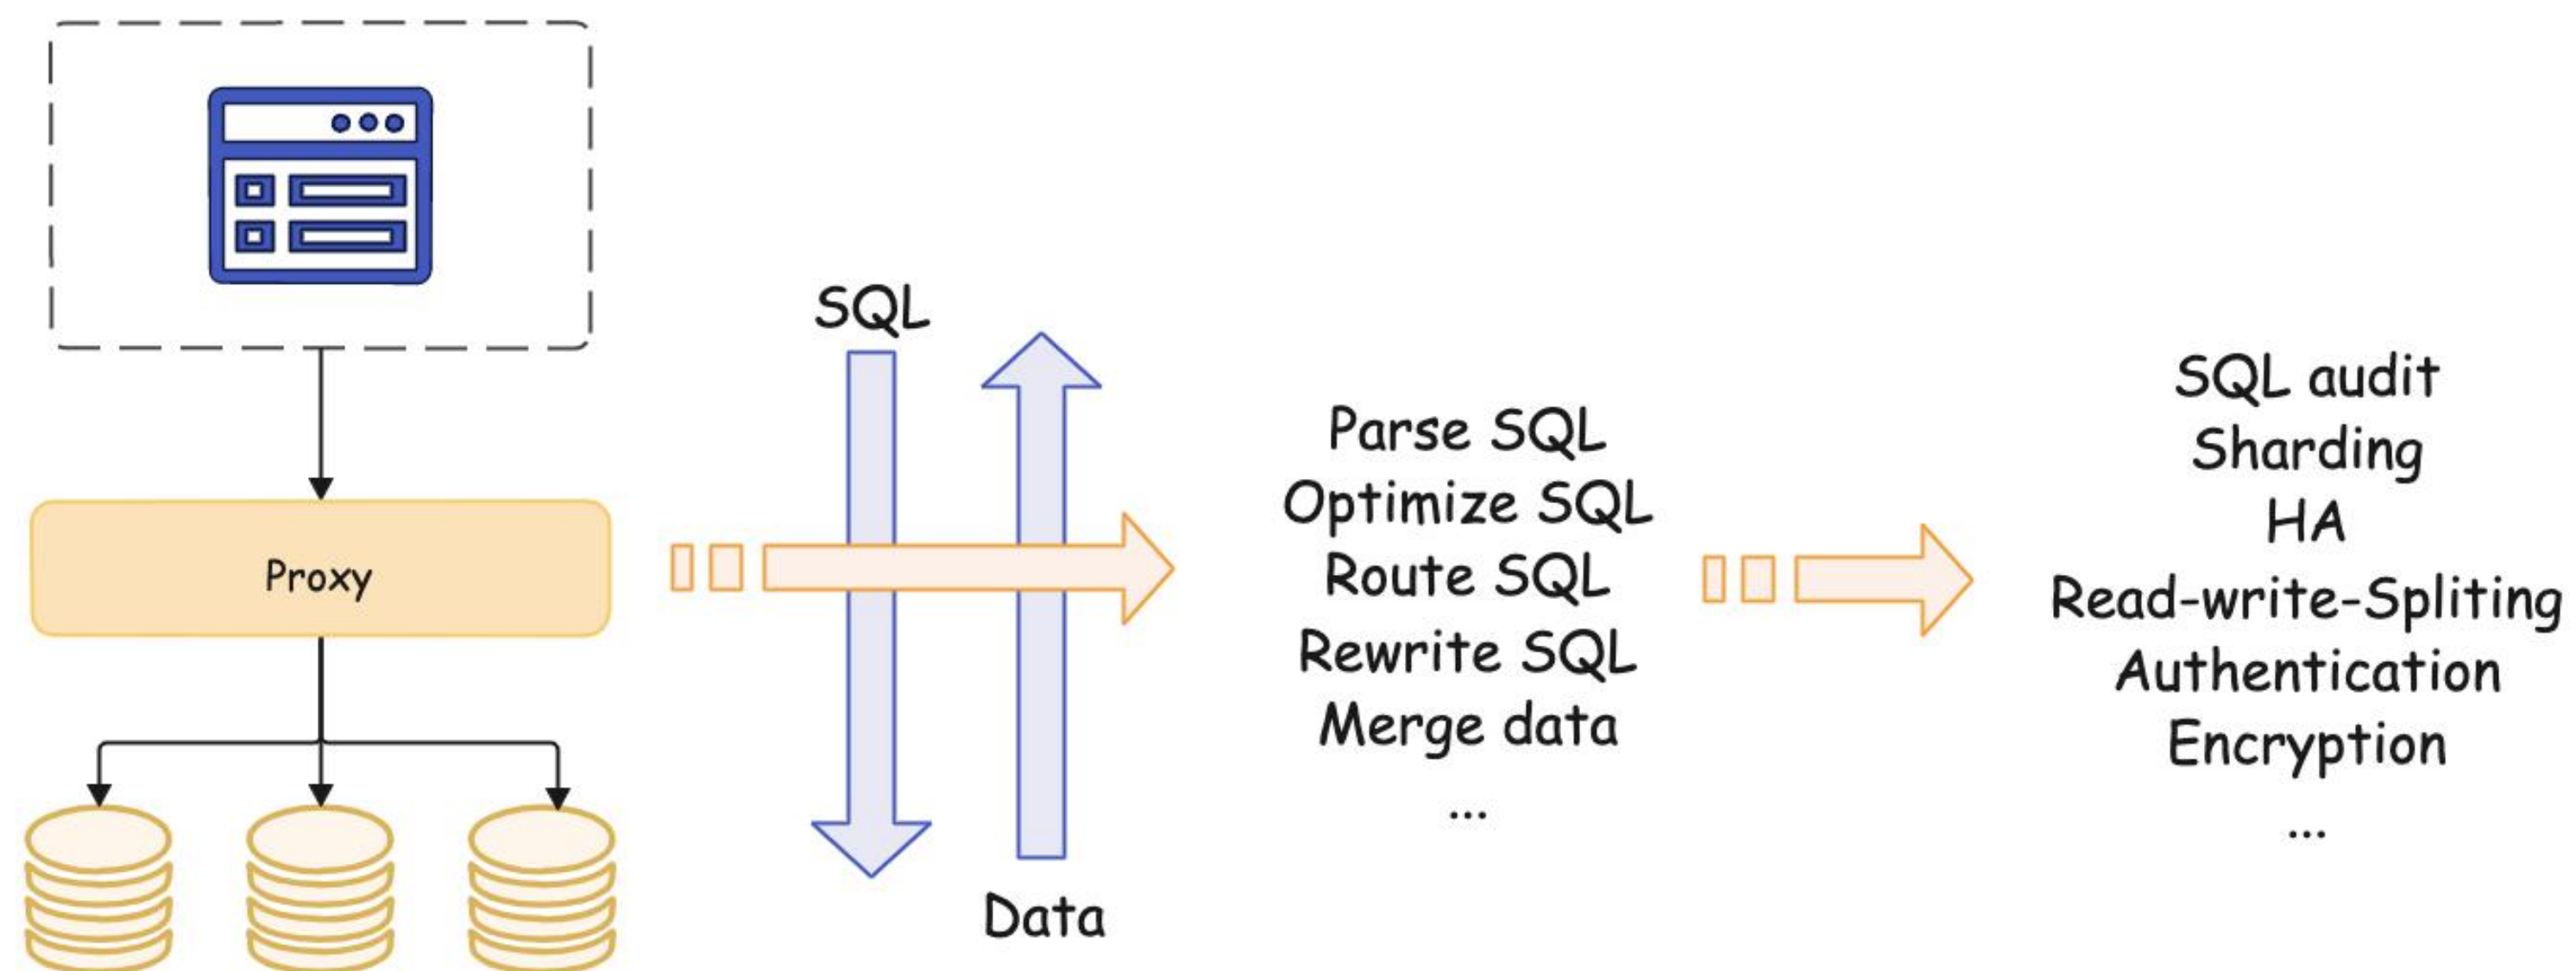 Proxy
SQL
Data
Parse SQL
Optimize SQL
Route SQL
Rewrite SQL
Merge data
...
SQL audit
Sharding
HA
Read-write-Spliting
Authentication
Encryption
...